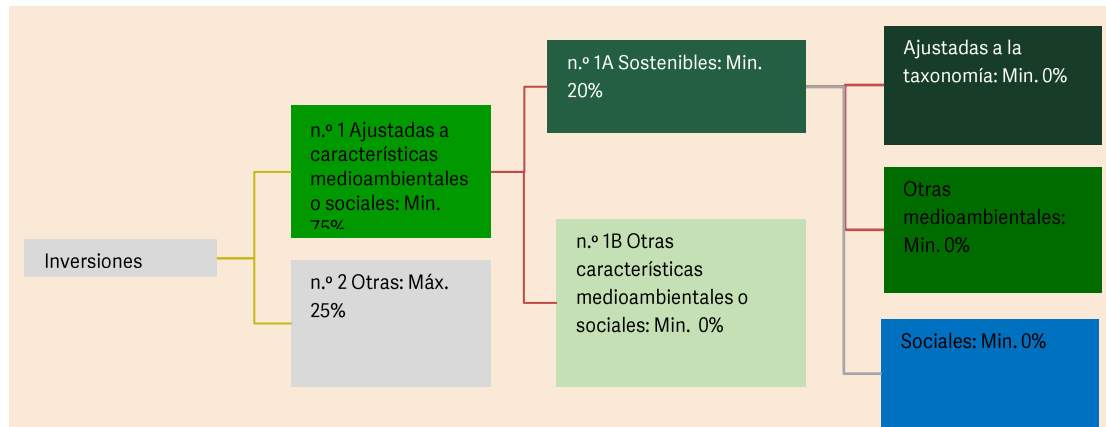 Inversiones
n.º 1 Ajustadas a
características
medioambientales
o sociales: Min.
75%
n.º 2 Otras: Máx.
25%
n.º 1A Sostenibles: Min.
20%
n.º 1B Otras
características
medioambientales o
sociales: Min. 0%
Ajustadas a la
taxonomía: Min. 0%
Otras
medioambientales:
Min. 0%
Sociales: Min. 0%